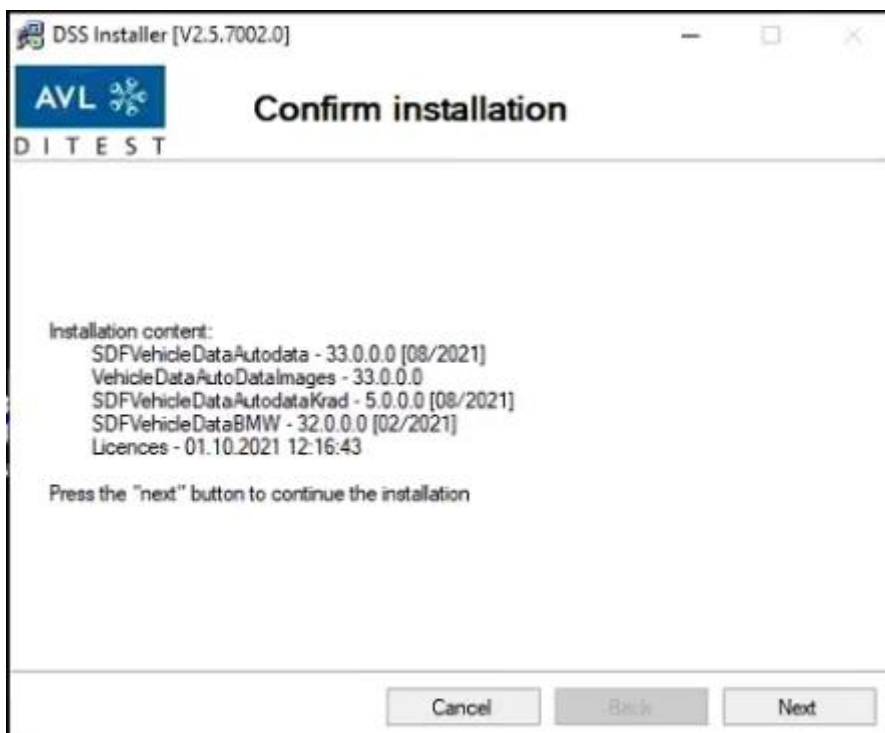 DSS Installer [V2.5.7002.0]
AVL
DITEST
Confirm installation
Installation content:
SDFVehicleDataAutodata - 33.0.0.0 [08/2021]
VehicleDataAutoDataImages - 33.0.0.0
SDFVehicleDataAutodataKrad - 5.0.0.0 [08/2021]
SDFVehicleDataBMW - 32.0.0.0 [02/2021]
Licences - 01.10.2021 12:16:43
Press the "next" button to continue the installation
Cancel
Back
Next